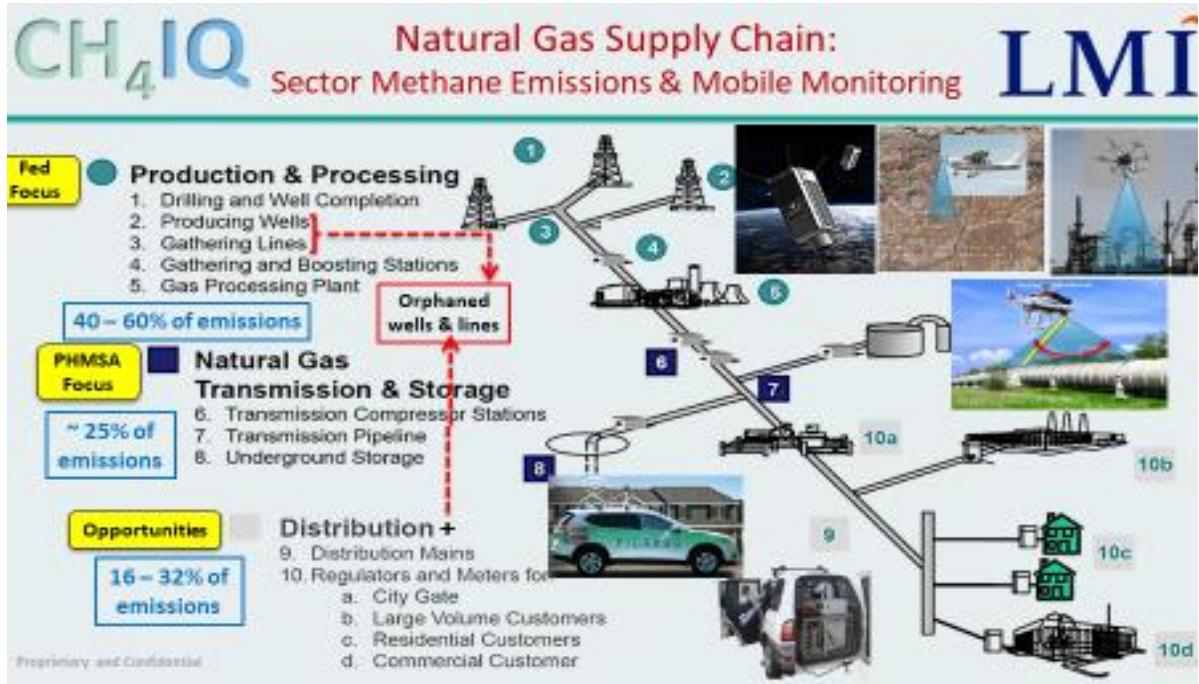 CH4IQ
Natural Gas Supply Chain:
Sector Methane Emissions & Mobile Monitoring
LMI
Fed
Focus
Production & Processing
1. Drilling and Well Completion
2. Producing Wells
3. Gathering Lines
4. Gathering and Boosting Stations
5. Gas Processing Plant
40 – 60% of emissions
Orphaned
wells & lines
PHMSA
Focus
Natural Gas
Transmission & Storage
6. Transmission Compressor Stations
7. Transmission Pipeline
8. Underground Storage
~ 25% of
emissions
Opportunities
Distribution +
9. Distribution Mains
10. Regulators and Meters for
a. City Gate
b. Large Volume Customers
c. Residential Customers
d. Commercial Customer
16 – 32% of
emissions
Proprietary and Confidential
1
2
3
4
5
6
7
8
9
10a
10b
10c
10d